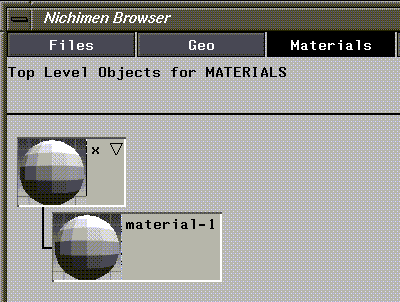 Nichimen Browser
Files
Geo
Materials
Top Level Objects for MATERIALS
x
material-1